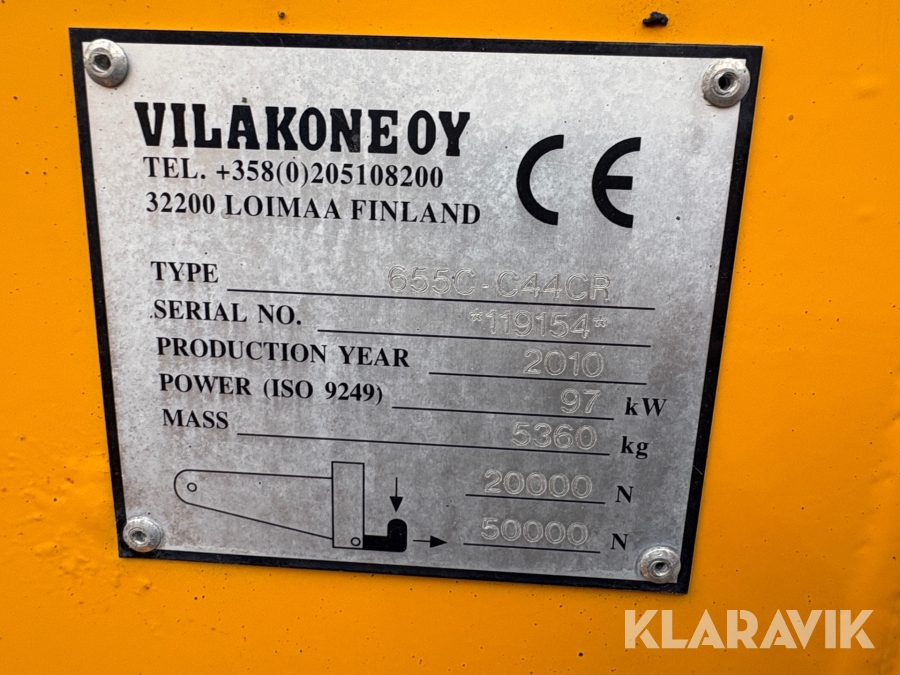 VILAKONE OY
TEL. +358(0)205108200
32200 LOIMAA FINLAND
CE
TYPE 655C-C44CR
SERIAL NO. *119154*
PRODUCTION YEAR 2010
POWER (ISO 9249) 97 kW
MASS 5360 kg
20000 N
50000 N
KLARAVIK